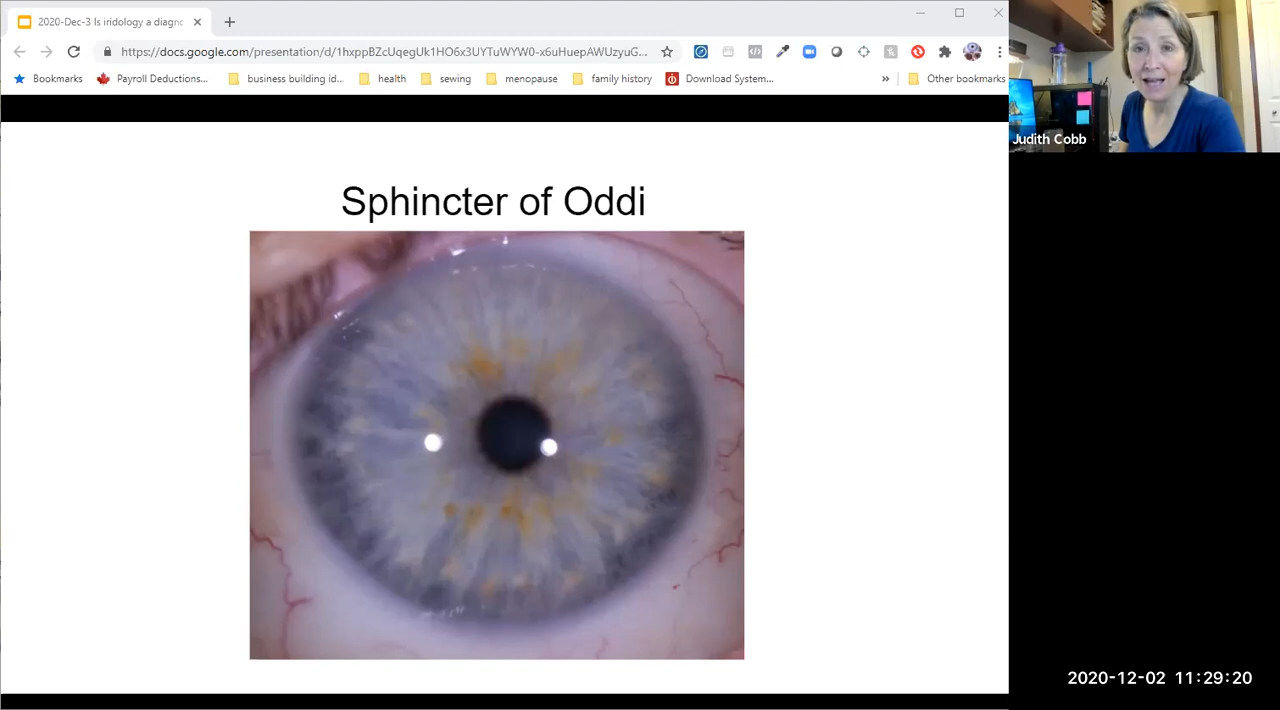 2020-Dec-3 Is iridology a diagno
https://docs.google.com/presentation/d/1hxppBZcUqegUk1HO6x3UYTuWYW0-x6uHuepAWUzyuG...
Bookmarks Payroll Deductions... business building id... health sewing menopause family history Download System... » Other bookmarks
Judith Cobb
Sphincter of Oddi
2020-12-02 11:29:20